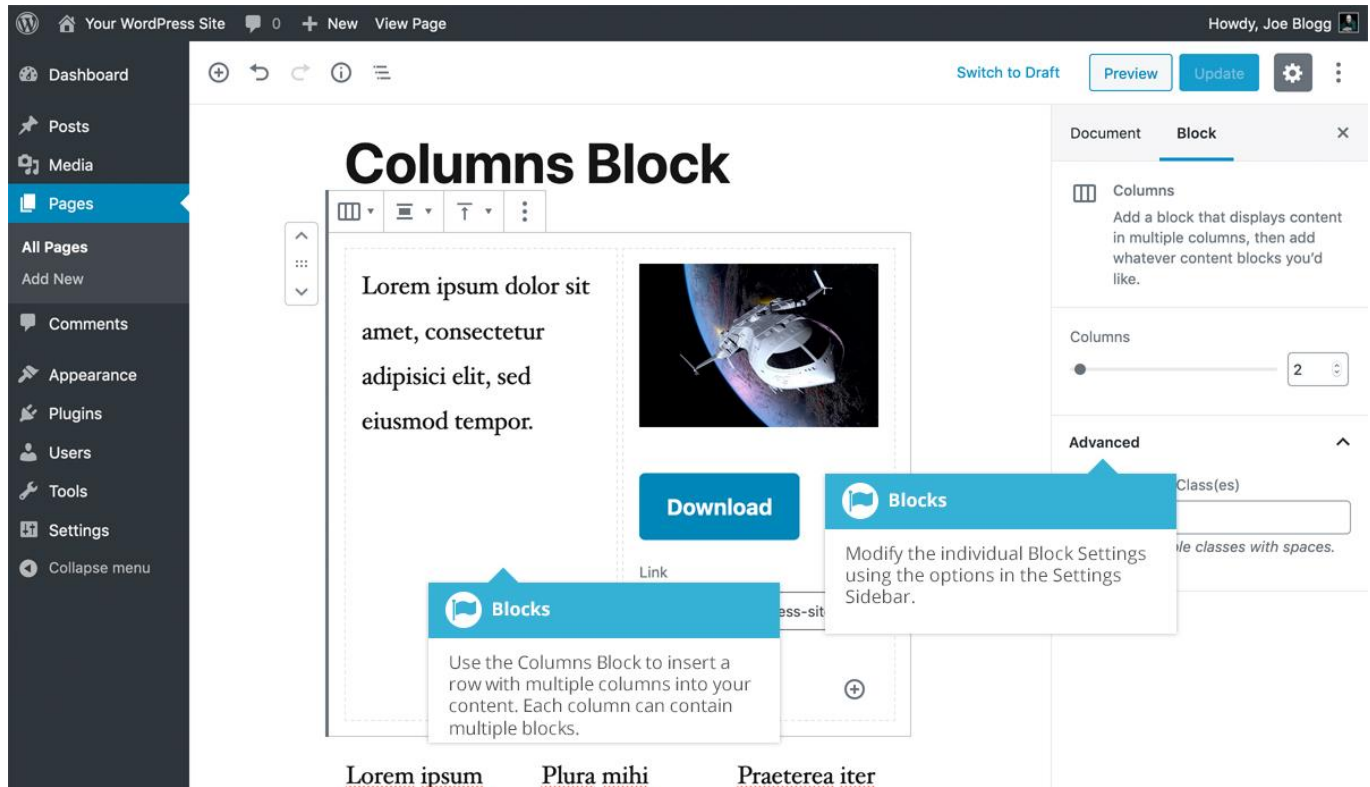 Your WordPress Site 0 New View Page Howdy, Joe Blogg
Dashboard
Posts
Media
Pages
All Pages
Add New
Comments
Appearance
Plugins
Users
Tools
Settings
Collapse menu
Switch to Draft Preview Update
Columns Block
Lorem ipsum dolor sit
amet, consectetur
adipisici elit, sed
eiusmod tempor.
Download
Link
ess-sit
Blocks
Use the Columns Block to insert a
row with multiple columns into your
content. Each column can contain
multiple blocks.
Lorem ipsum Plura mihi Praeterea iter
Document Block
Columns
Add a block that displays content
in multiple columns, then add
whatever content blocks you’d
like.
Columns
2
Advanced
Class(es)
classes with spaces.
Blocks
Modify the individual Block Settings
using the options in the Settings
Sidebar.